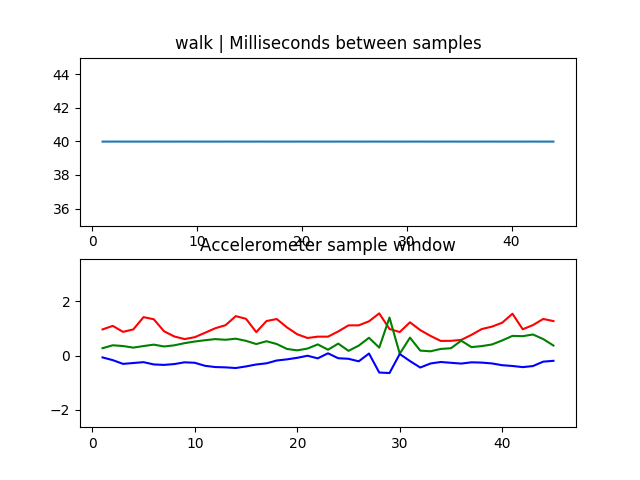 walk | Milliseconds between samples
44
42
40
38
36
0 10 20 30 40
Accelerometer sample window
2
0
−2
0 10 20 30 40